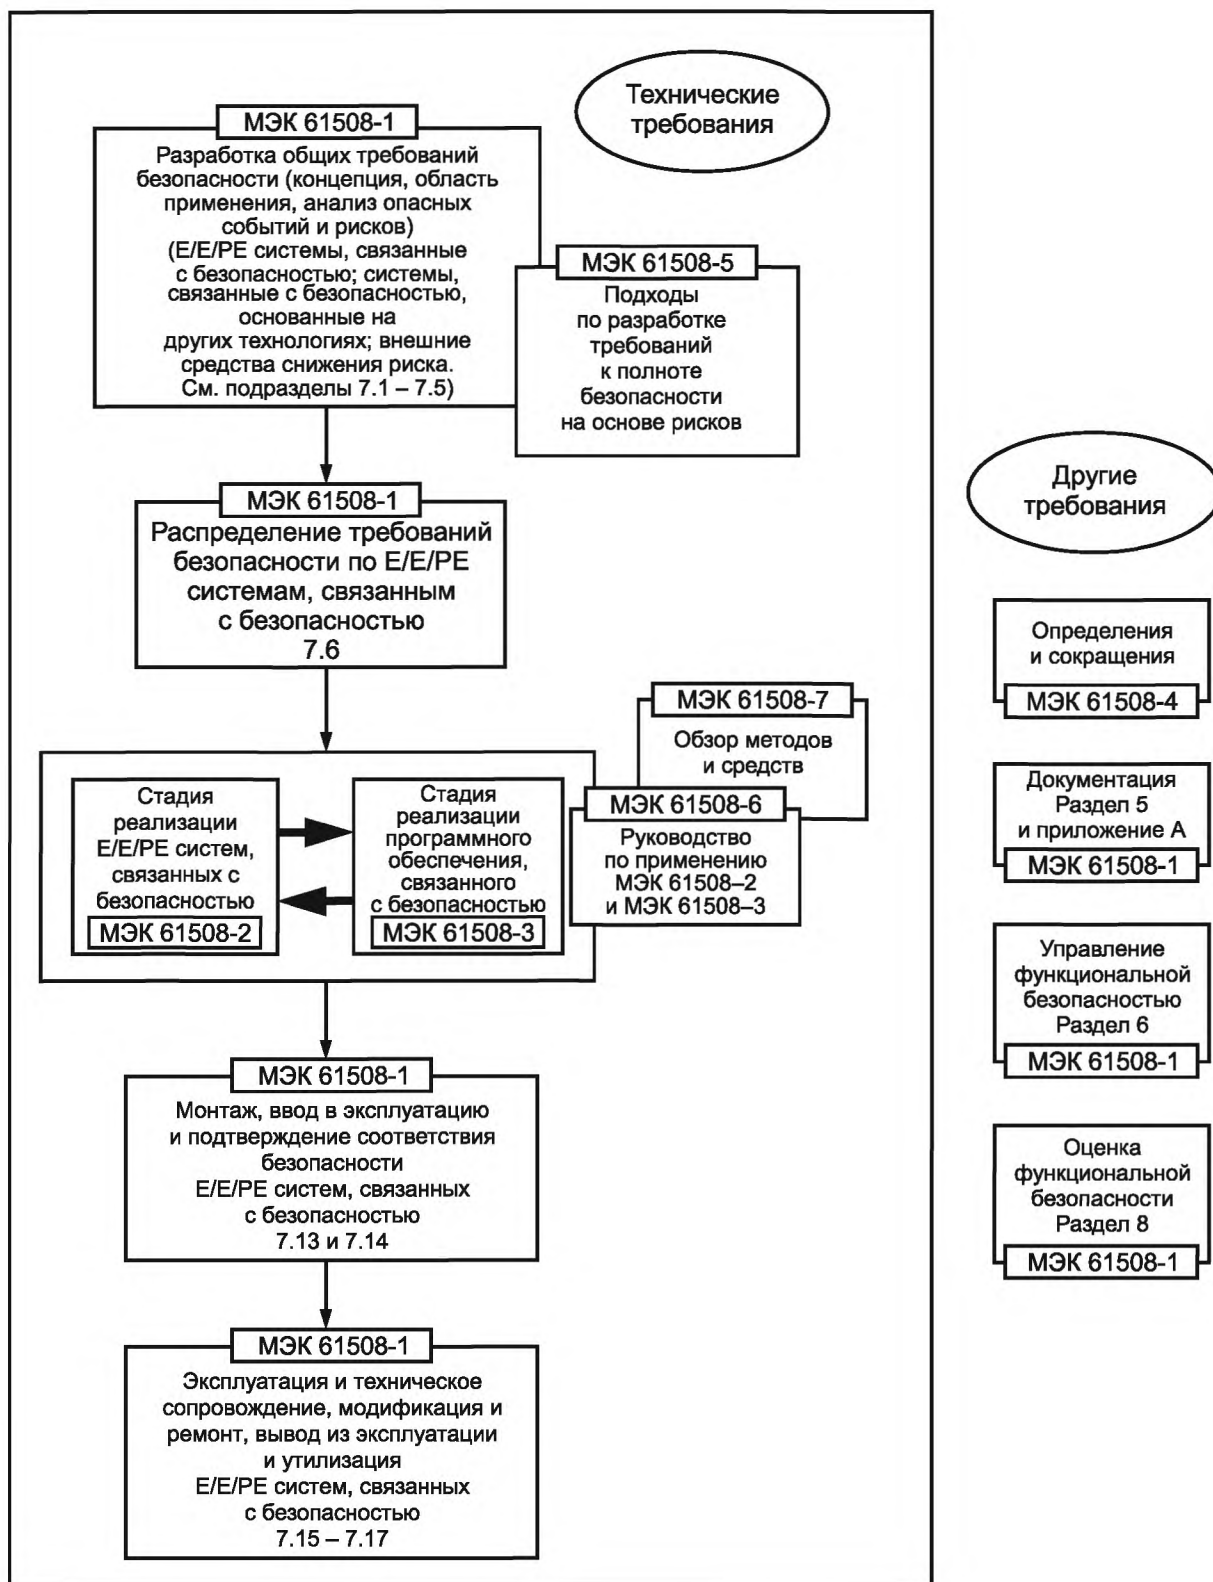 Технические
требования
МЭК 61508-1
Разработка общих требований
безопасности (концепция, область
применения, анализ опасных
событий и рисков)
(Е/Е/РЕ системы, связанные
с безопасностью; системы,
связанные с безопасностью,
основанные на
других технологиях; внешние
средства снижения риска.
См. подразделы 7.1 – 7.5)
МЭК 61508-5
Подходы
по разработке
требований
к полноте
безопасности
на основе рисков
МЭК 61508-1
Распределение требований
безопасности по Е/Е/РЕ
системам, связанным
с безопасностью
7.6
МЭК 61508-7
Обзор методов
и средств
МЭК 61508-6
Руководство
по применению
МЭК 61508–2
и МЭК 61508–3
Стадия
реализации
Е/Е/РЕ систем,
связанных с
безопасностью
МЭК 61508-2
Стадия
реализации
программного
обеспечения,
связанного
с безопасностью
МЭК 61508-3
МЭК 61508-1
Монтаж, ввод в эксплуатацию
и подтверждение соответствия
безопасности
Е/Е/РЕ систем, связанных
с безопасностью
7.13 и 7.14
МЭК 61508-1
Эксплуатация и техническое
сопровождение, модификация и
ремонт, вывод из эксплуатации
и утилизация
Е/Е/РЕ систем, связанных
с безопасностью
7.15 – 7.17
Другие
требования
Определения
и сокращения
МЭК 61508-4
Документация
Раздел 5
и приложение А
МЭК 61508-1
Управление
функциональной
безопасностью
Раздел 6
МЭК 61508-1
Оценка
функциональной
безопасности
Раздел 8
МЭК 61508-1